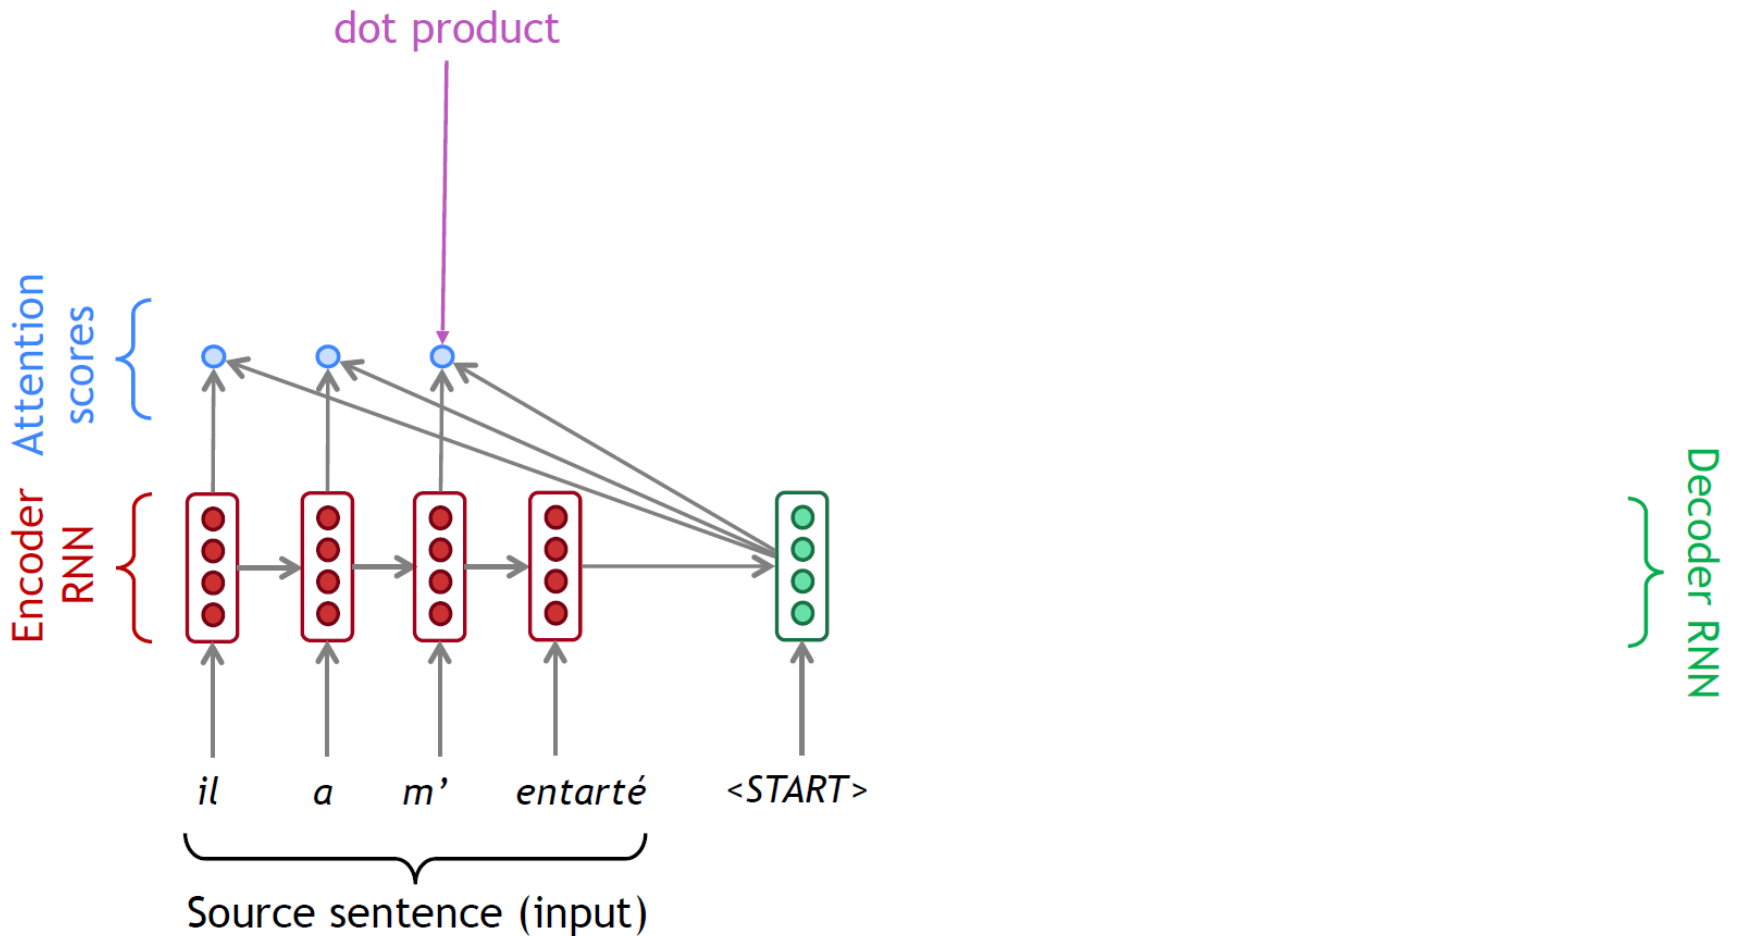 dot product
Attention
scores
Encoder
RNN
Decoder RNN
il a m’ entarté <START>
Source sentence (input)